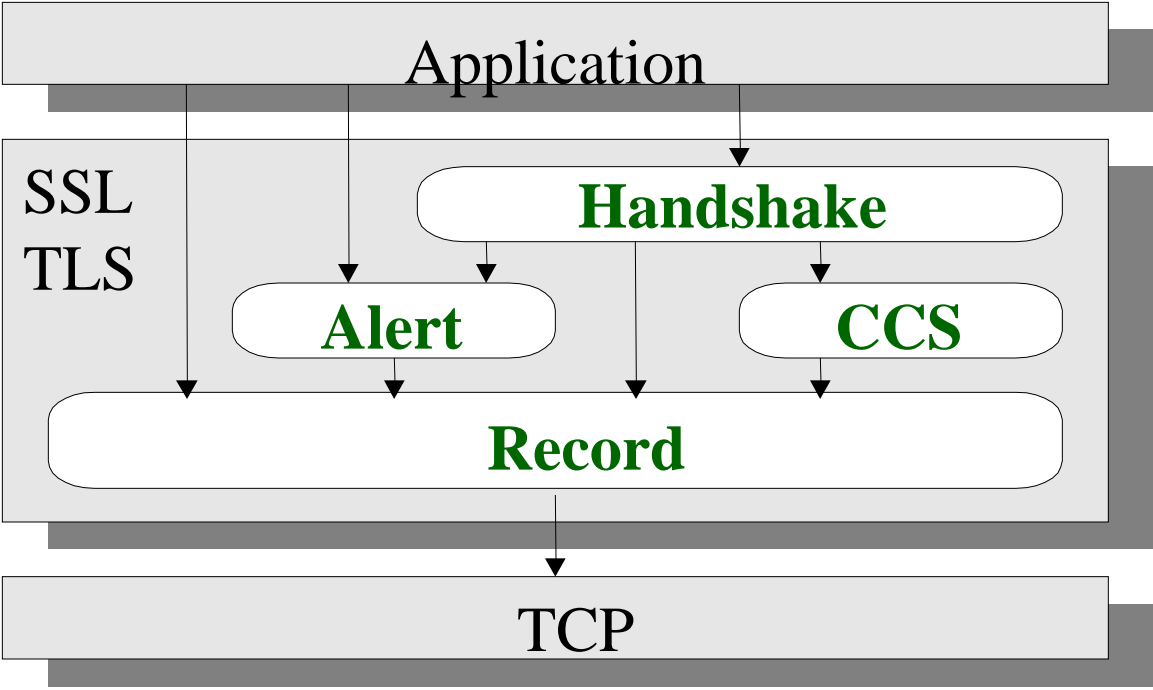 Application
SSL
TLS
Handshake
Alert
CCS
Record
TCP